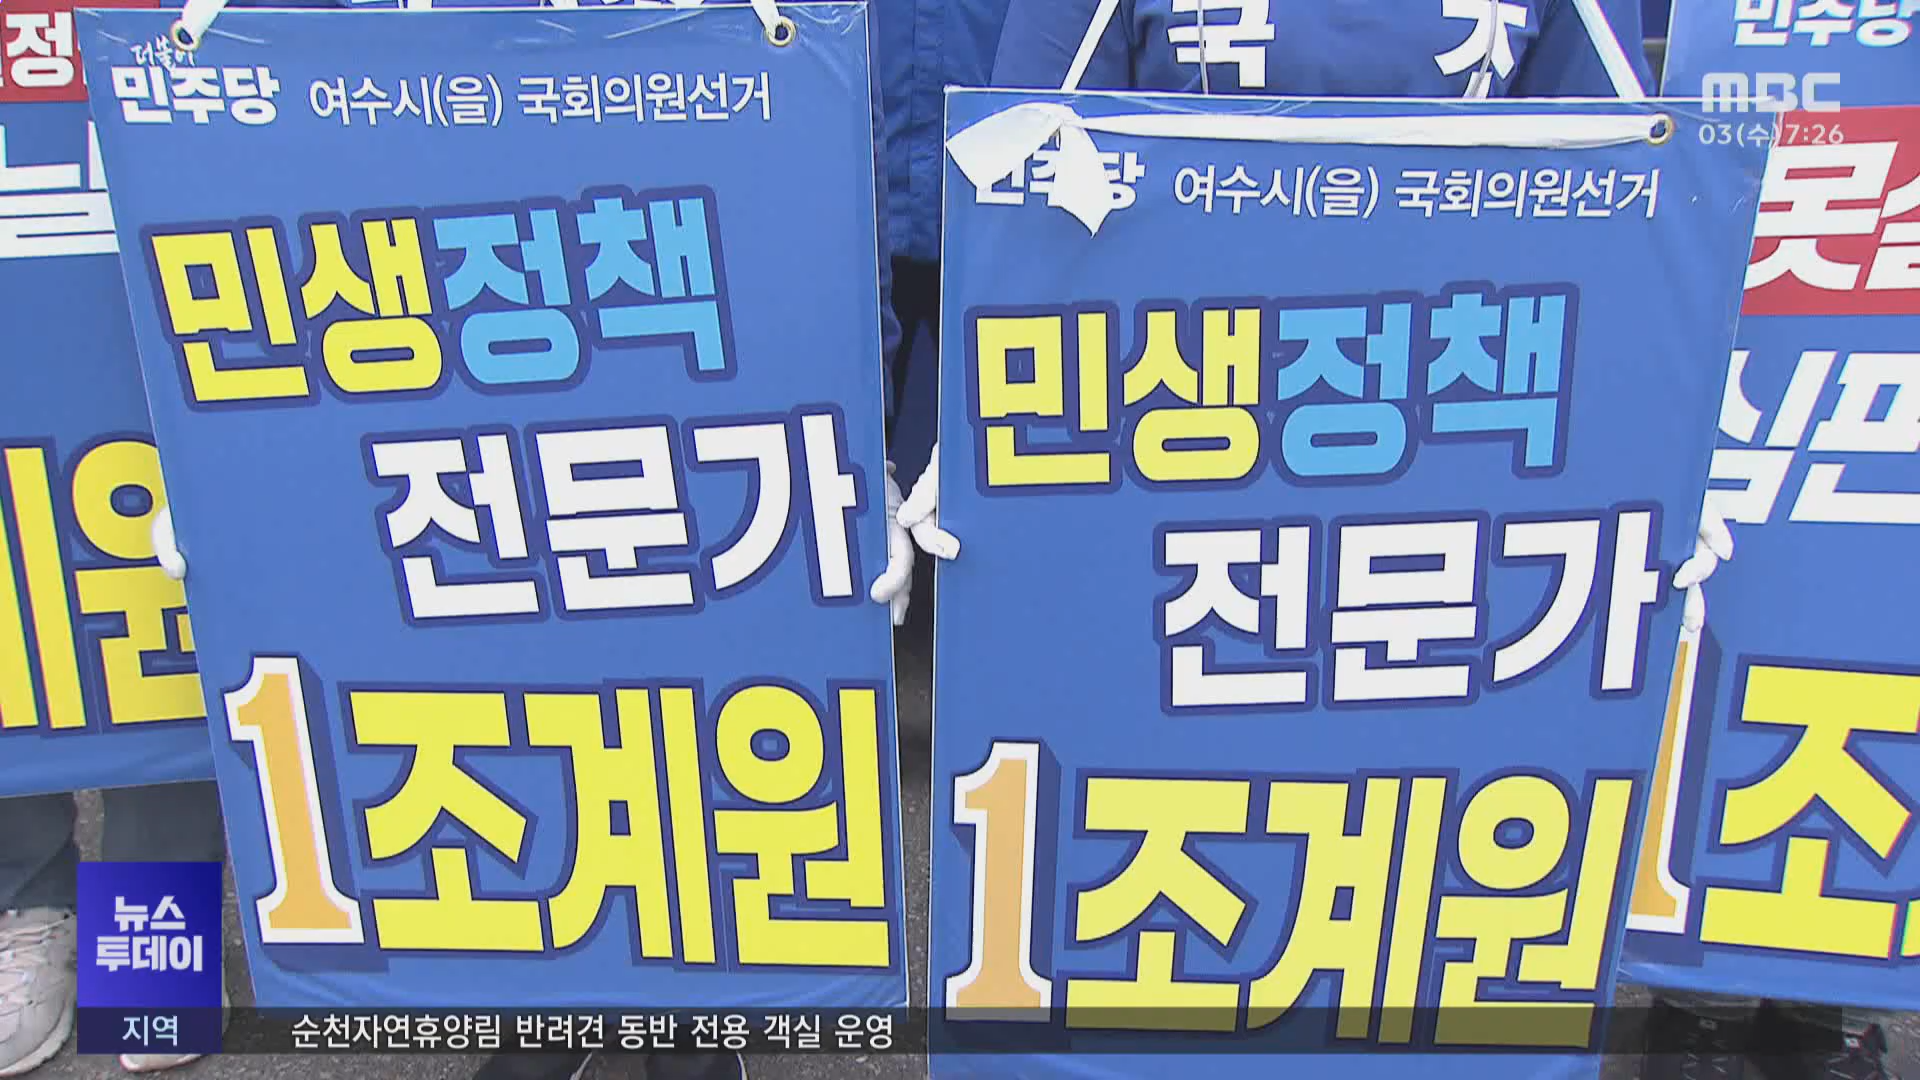 더불어
민주당 여수시(을) 국회의원선거
민생정책
전문가
1조계원
여수시(을) 국회의원선거
민생정책
전문가
1조계원
민주당
MBC
03(수)7:26
심판
뉴스
투데이
지역
순천자연휴양림 반려견 동반 전용 객실 운영